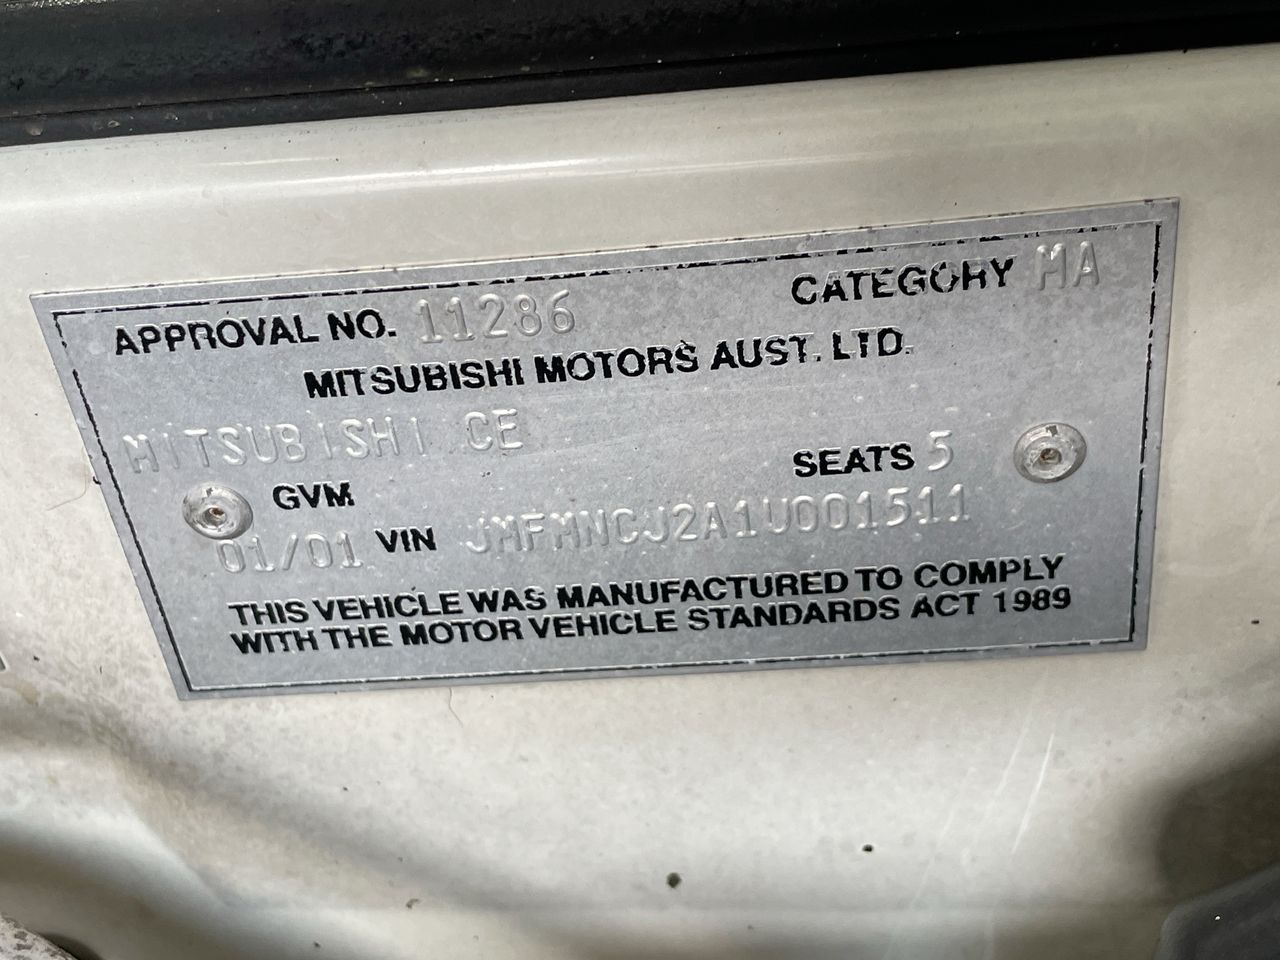 APPROVAL NO. 11286 CATEGORY MA
MITSUBISHI MOTORS AUST. LTD.
MITSUBISHI CE
SEATS 5
GVM
01/01 VIN JMFMNCJ2A1U001511
THIS VEHICLE WAS MANUFACTURED TO COMPLY
WITH THE MOTOR VEHICLE STANDARDS ACT 1989